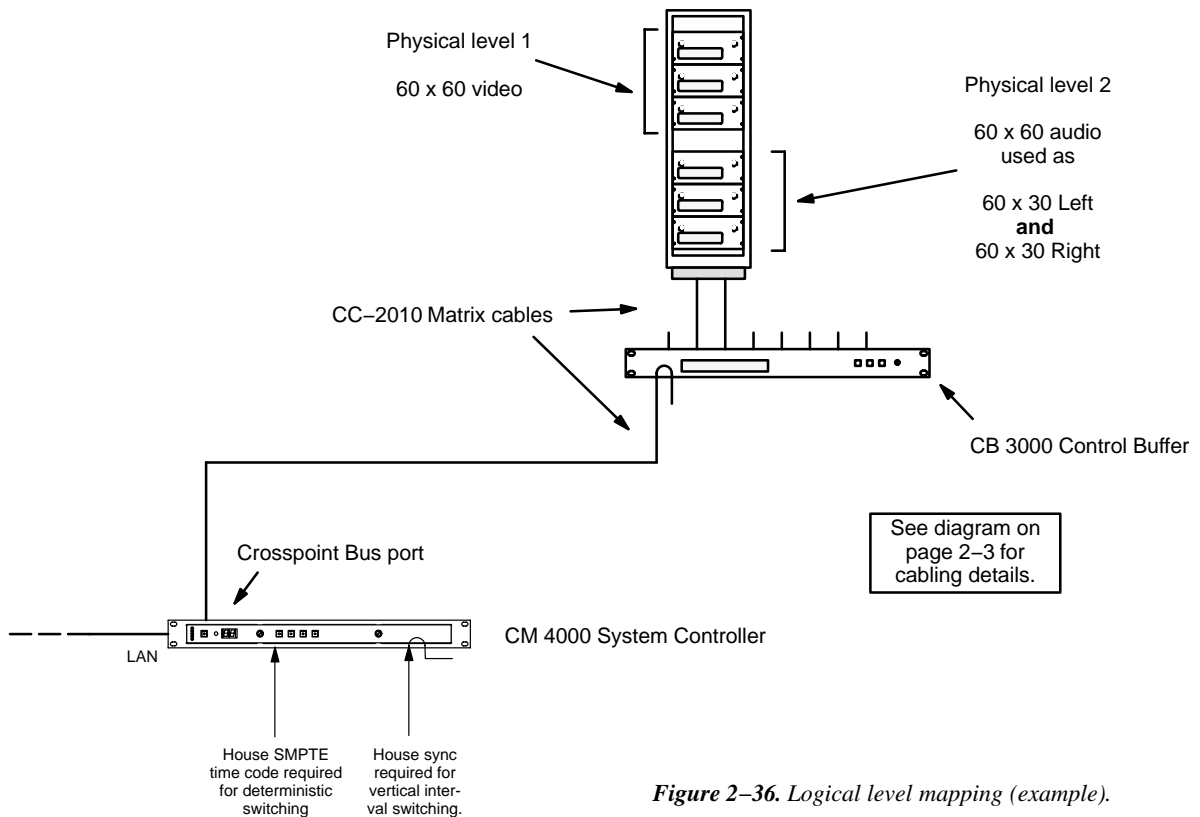 Physical level 1
60 x 60 video
Physical level 2
60 x 60 audio
used as
60 x 30 Left
and
60 x 30 Right
CC−2010 Matrix cables
CB 3000 Control Buffer
See diagram on
page 2−3 for
cabling details.
Crosspoint Bus port
CM 4000 System Controller
LAN
House SMPTE
time code required
for deterministic
switching
House sync
required for
vertical inter-
val switching.
Figure 2−36. Logical level mapping (example).